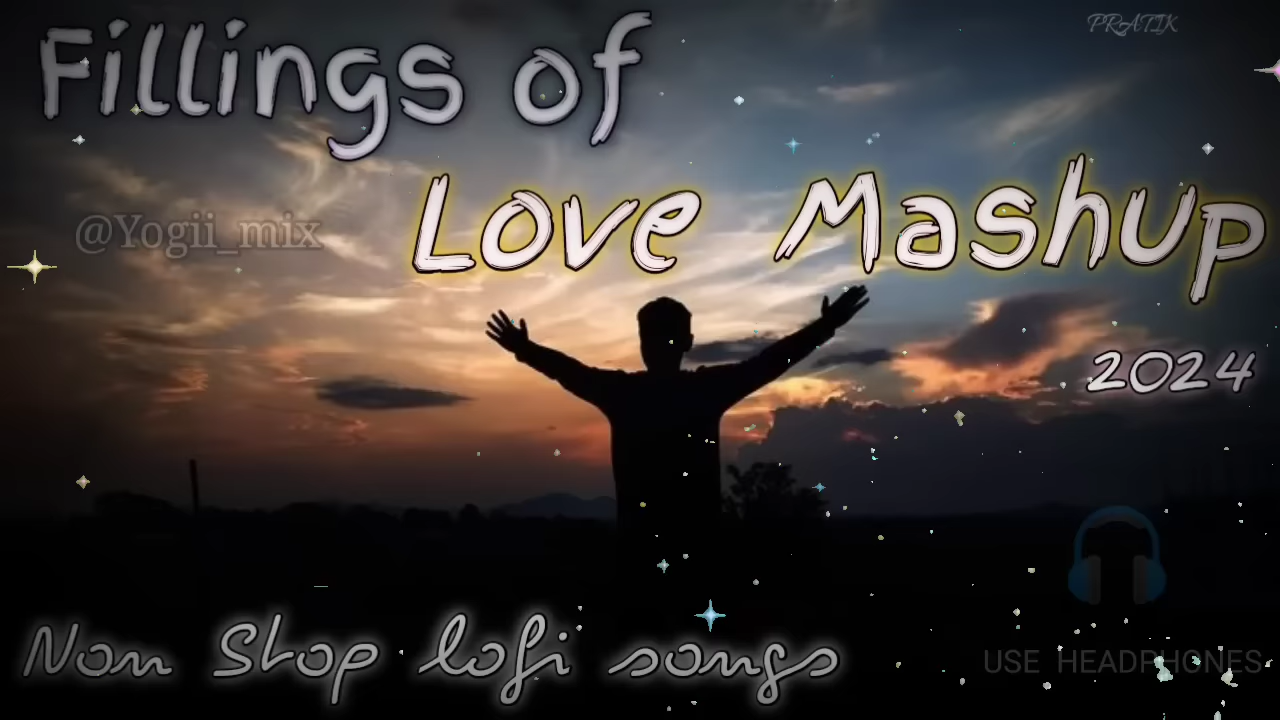 PRATIK
Fillings of
Love Mashup
@Yogii_mix
2024
Non Stop lofi songs
USE HEADPHONES